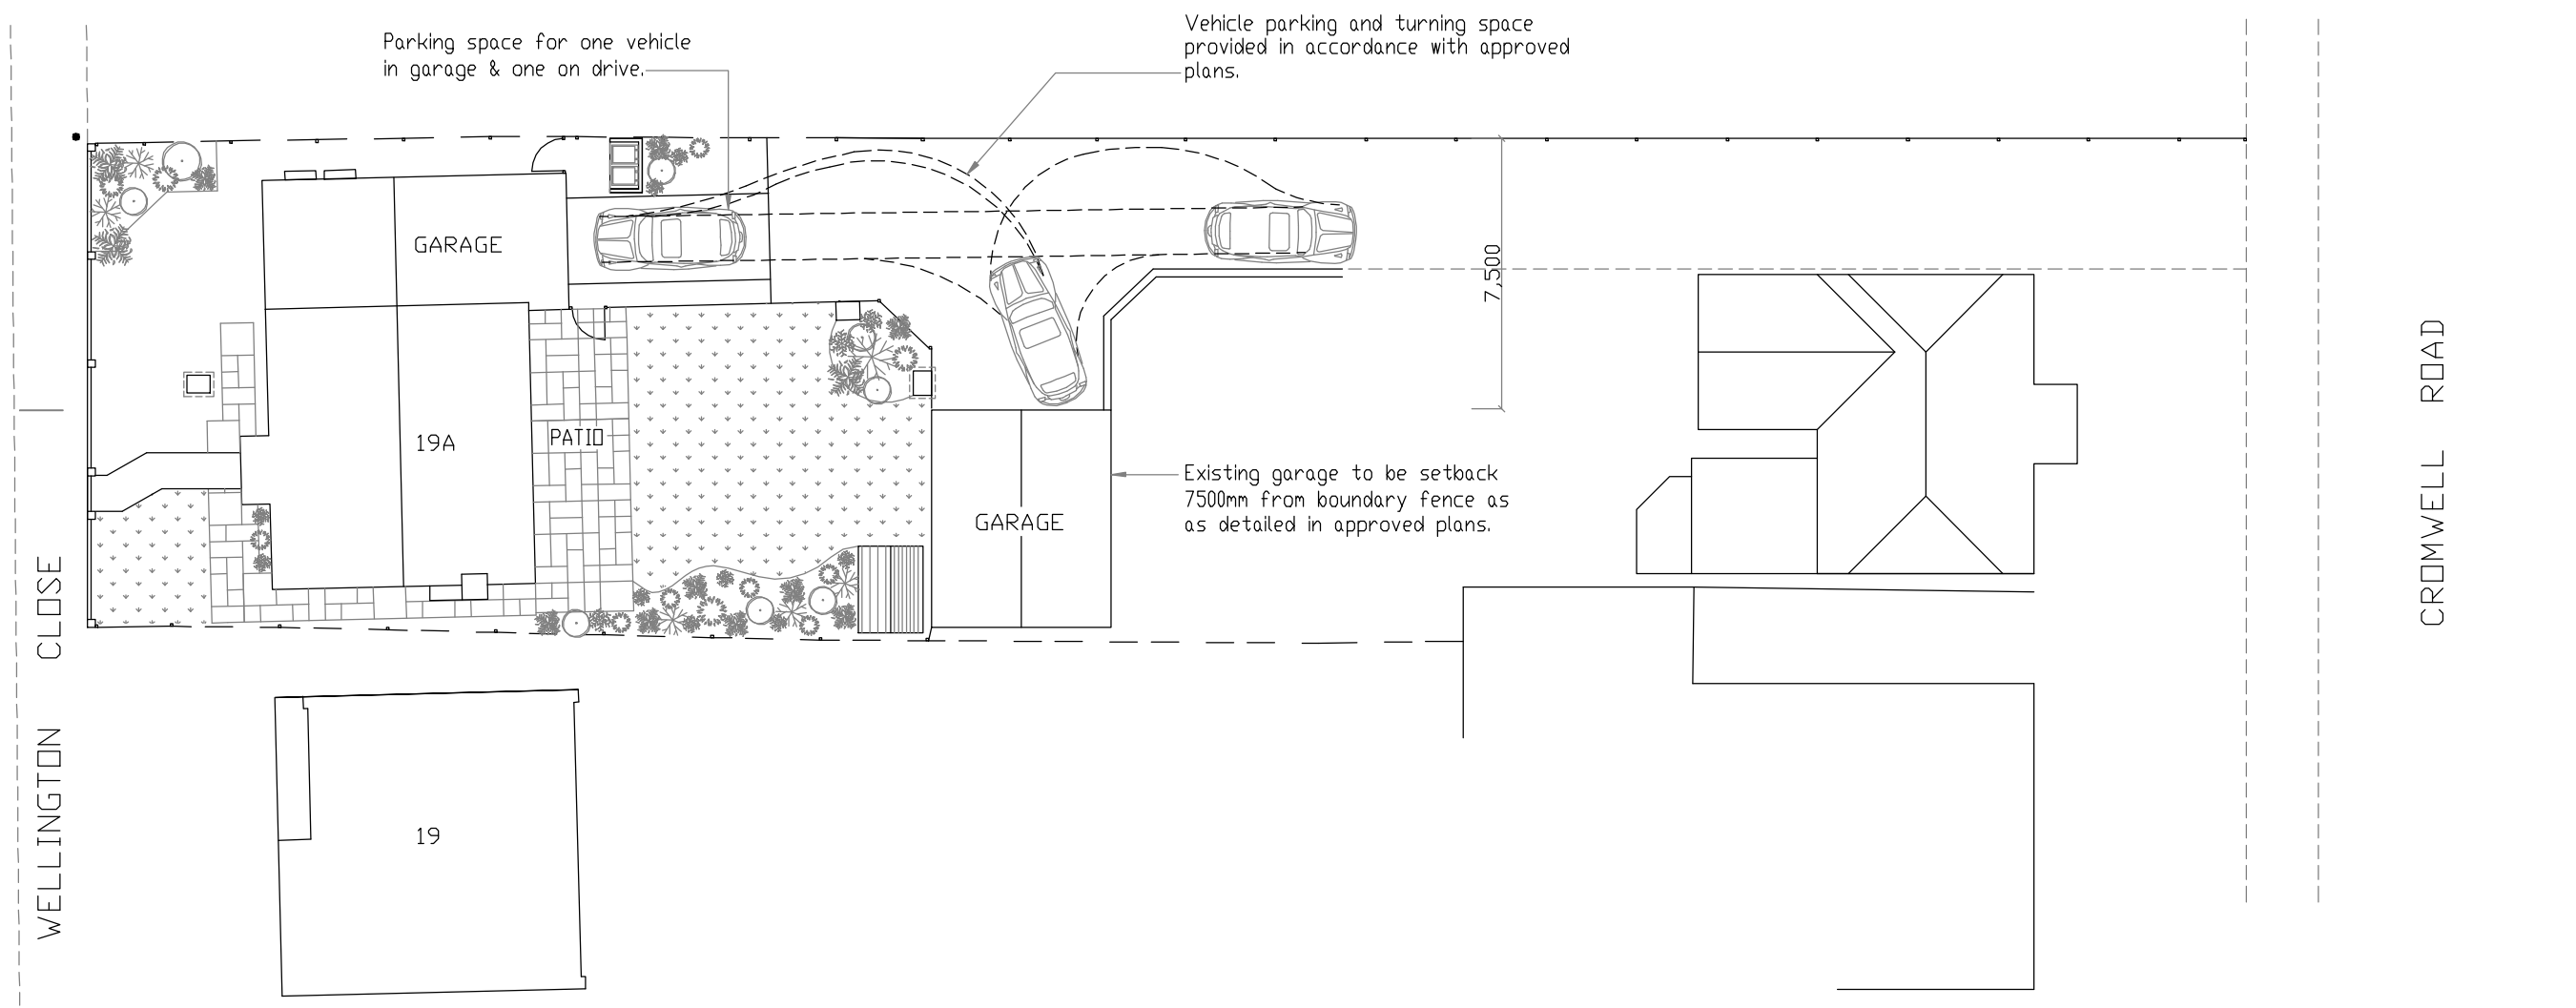 Vehicle parking and turning space
provided in accordance with approved
plans.
Parking space for one vehicle
in garage & one on drive.
GARAGE
7,500
19A
PATIO
Existing garage to be setback
7500mm from boundary fence as
as detailed in approved plans.
GARAGE
WELLINGTON CLOSE
CROMWELL ROAD
19